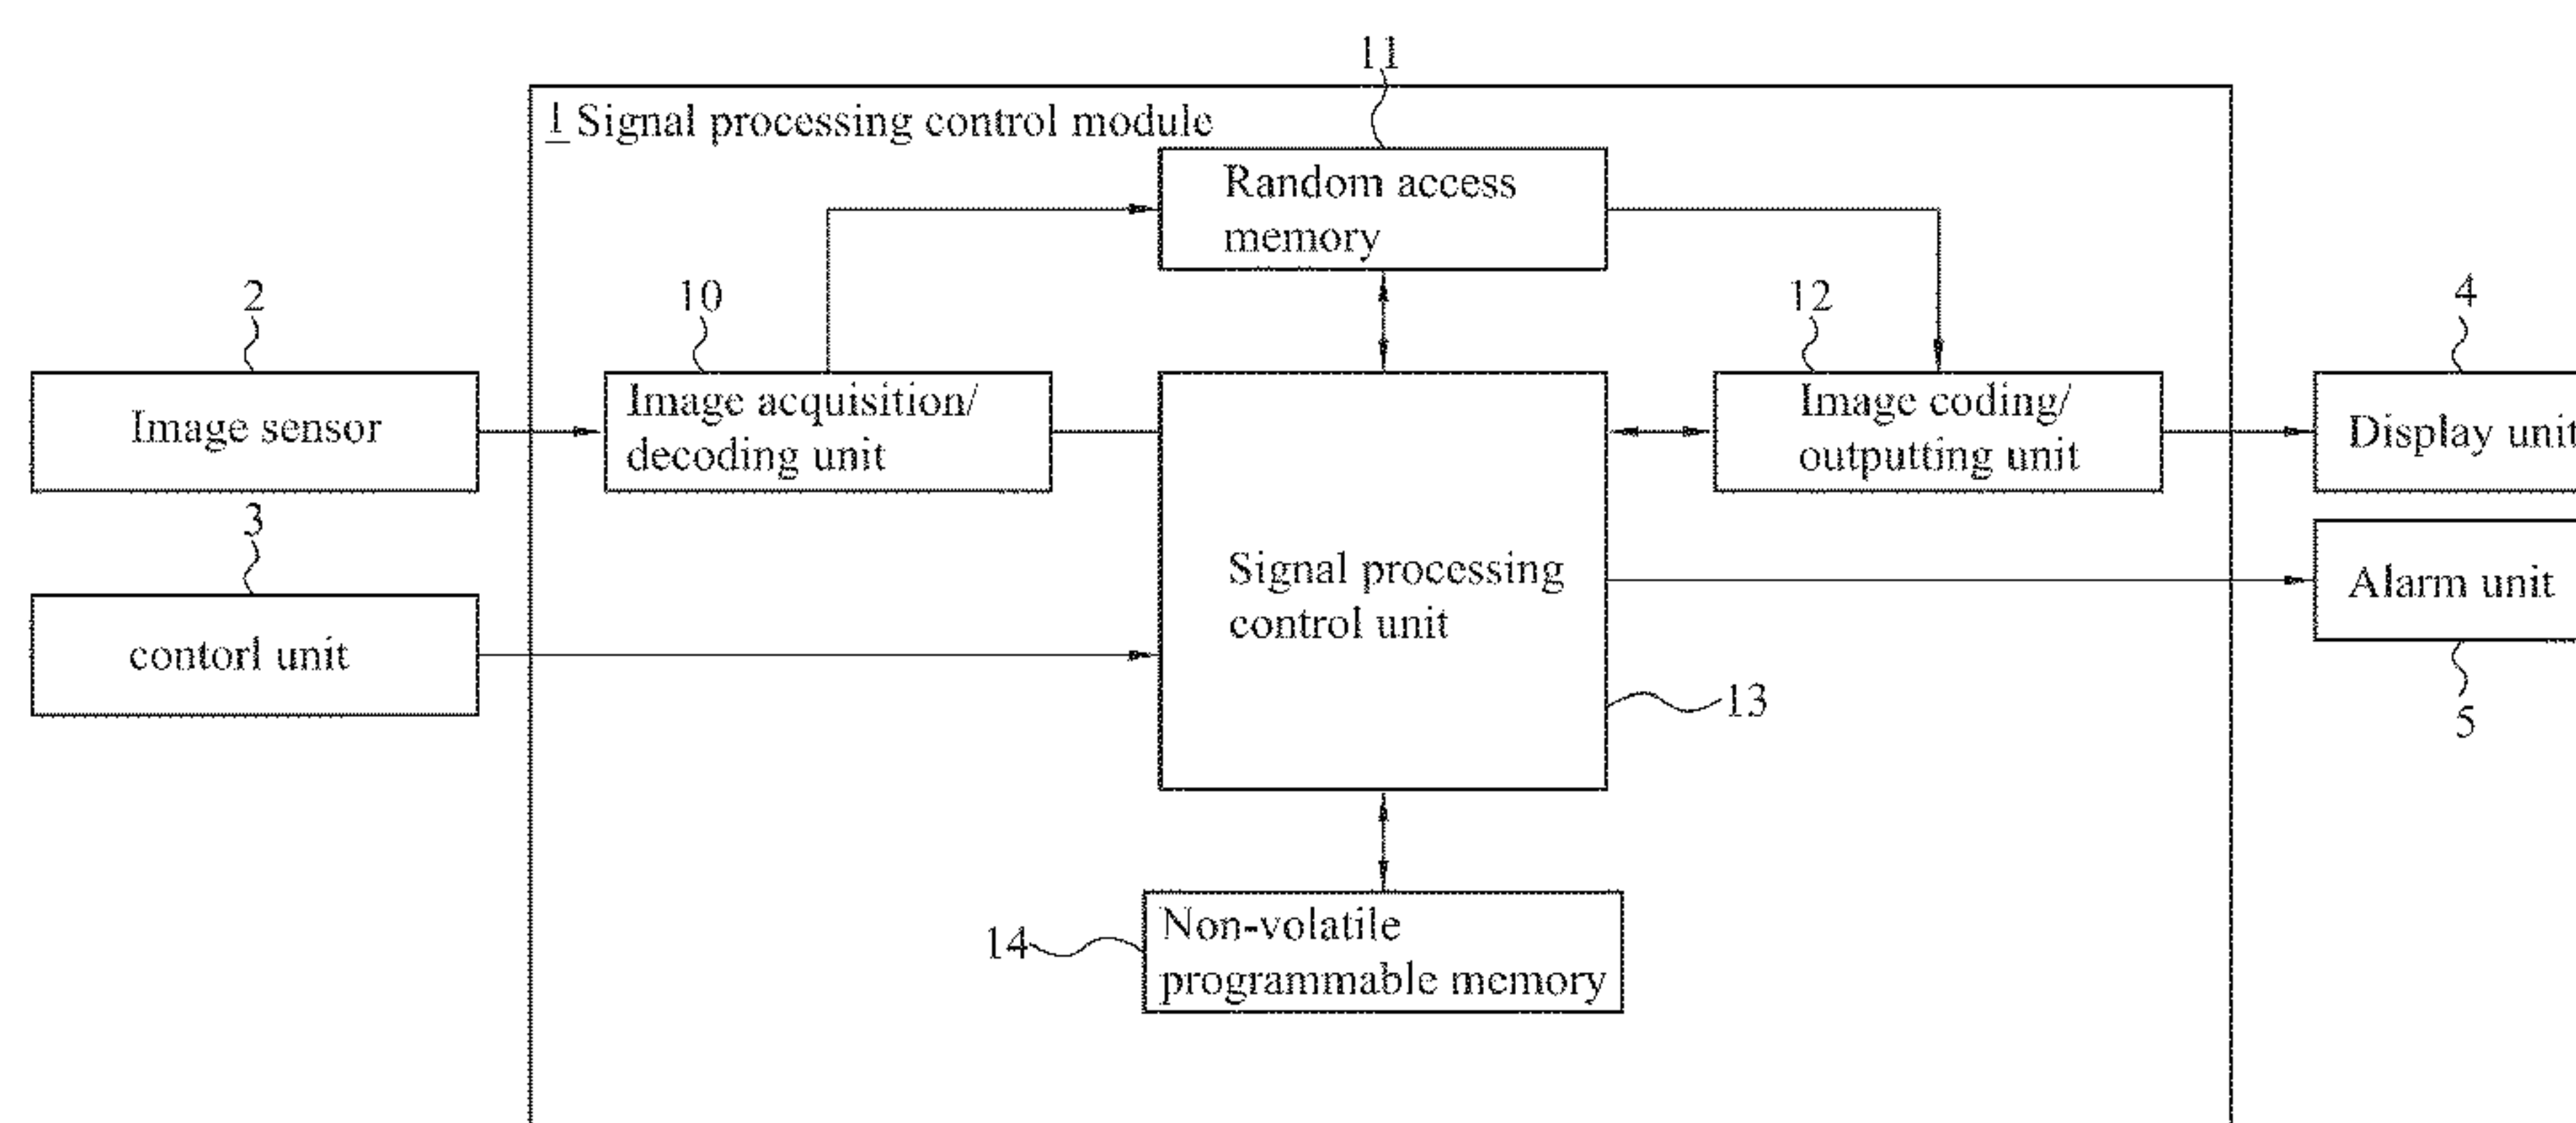 11
1 Signal processing control module
Random access
memory
2
10
12
4
Image sensor
Image acquisition/
decoding unit
Image coding/
outputting unit
Display unit
3
contorl unit
Signal processing
control unit
Alarm unit
13
5
14
Non-volatile
programmable memory